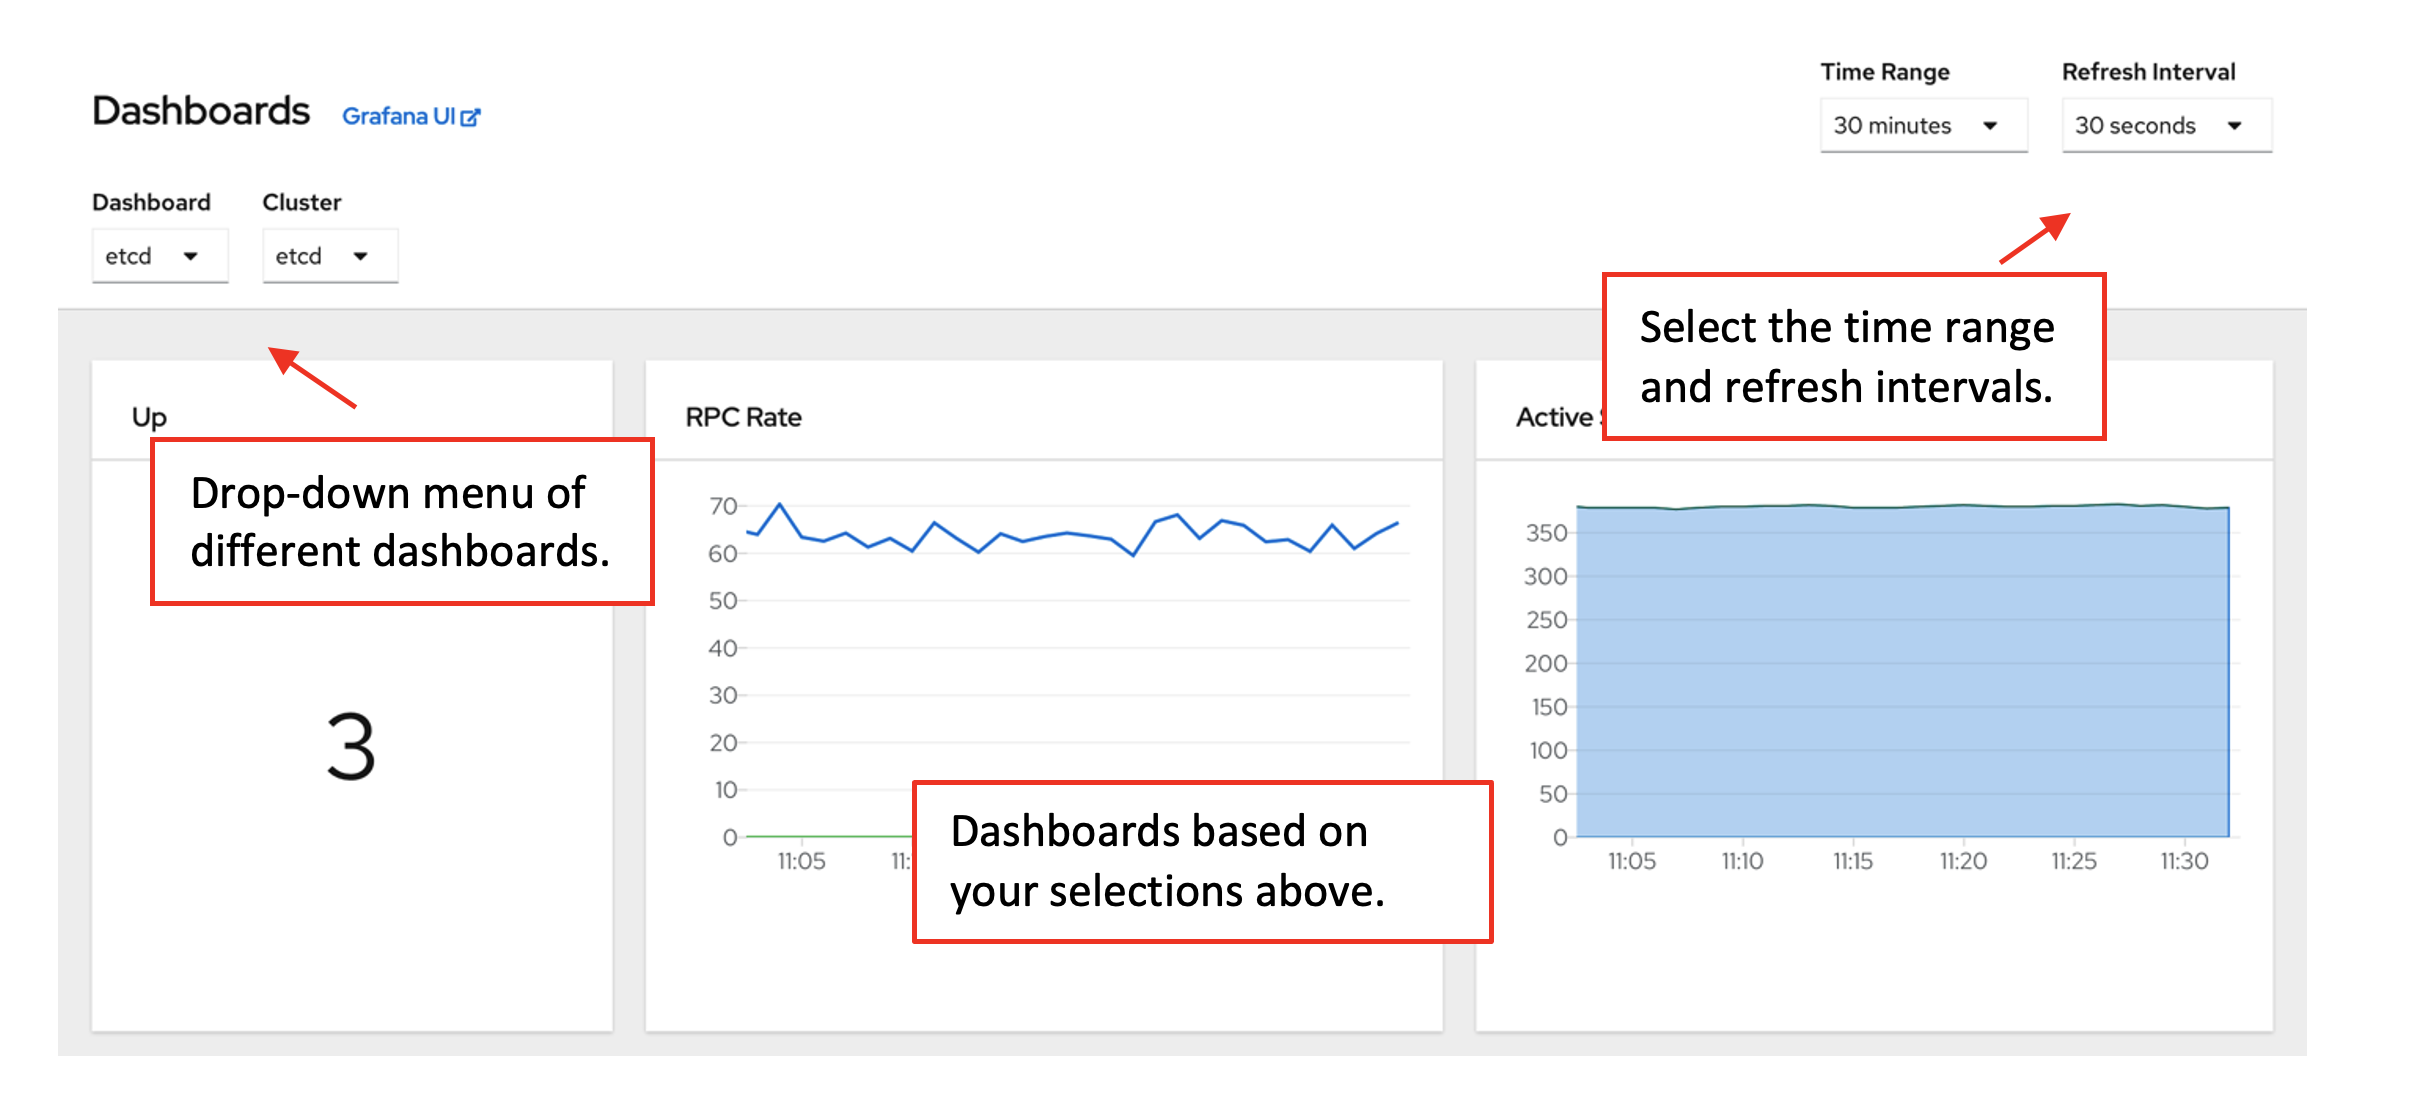 Time Range
Refresh Interval
Dashboards
Grafana UI
30 minutes
30 seconds
Dashboard
Cluster
etcd
etcd
Select the time range
and refresh intervals.
Up
RPC Rate
Active
Drop-down menu of
different dashboards.
3
70
60
50
40
30
20
10
0
11:05
11:
Dashboards based on
your selections above.
350
300
250
200
150
100
50
0
11:05
11:10
11:15
11:20
11:25
11:30